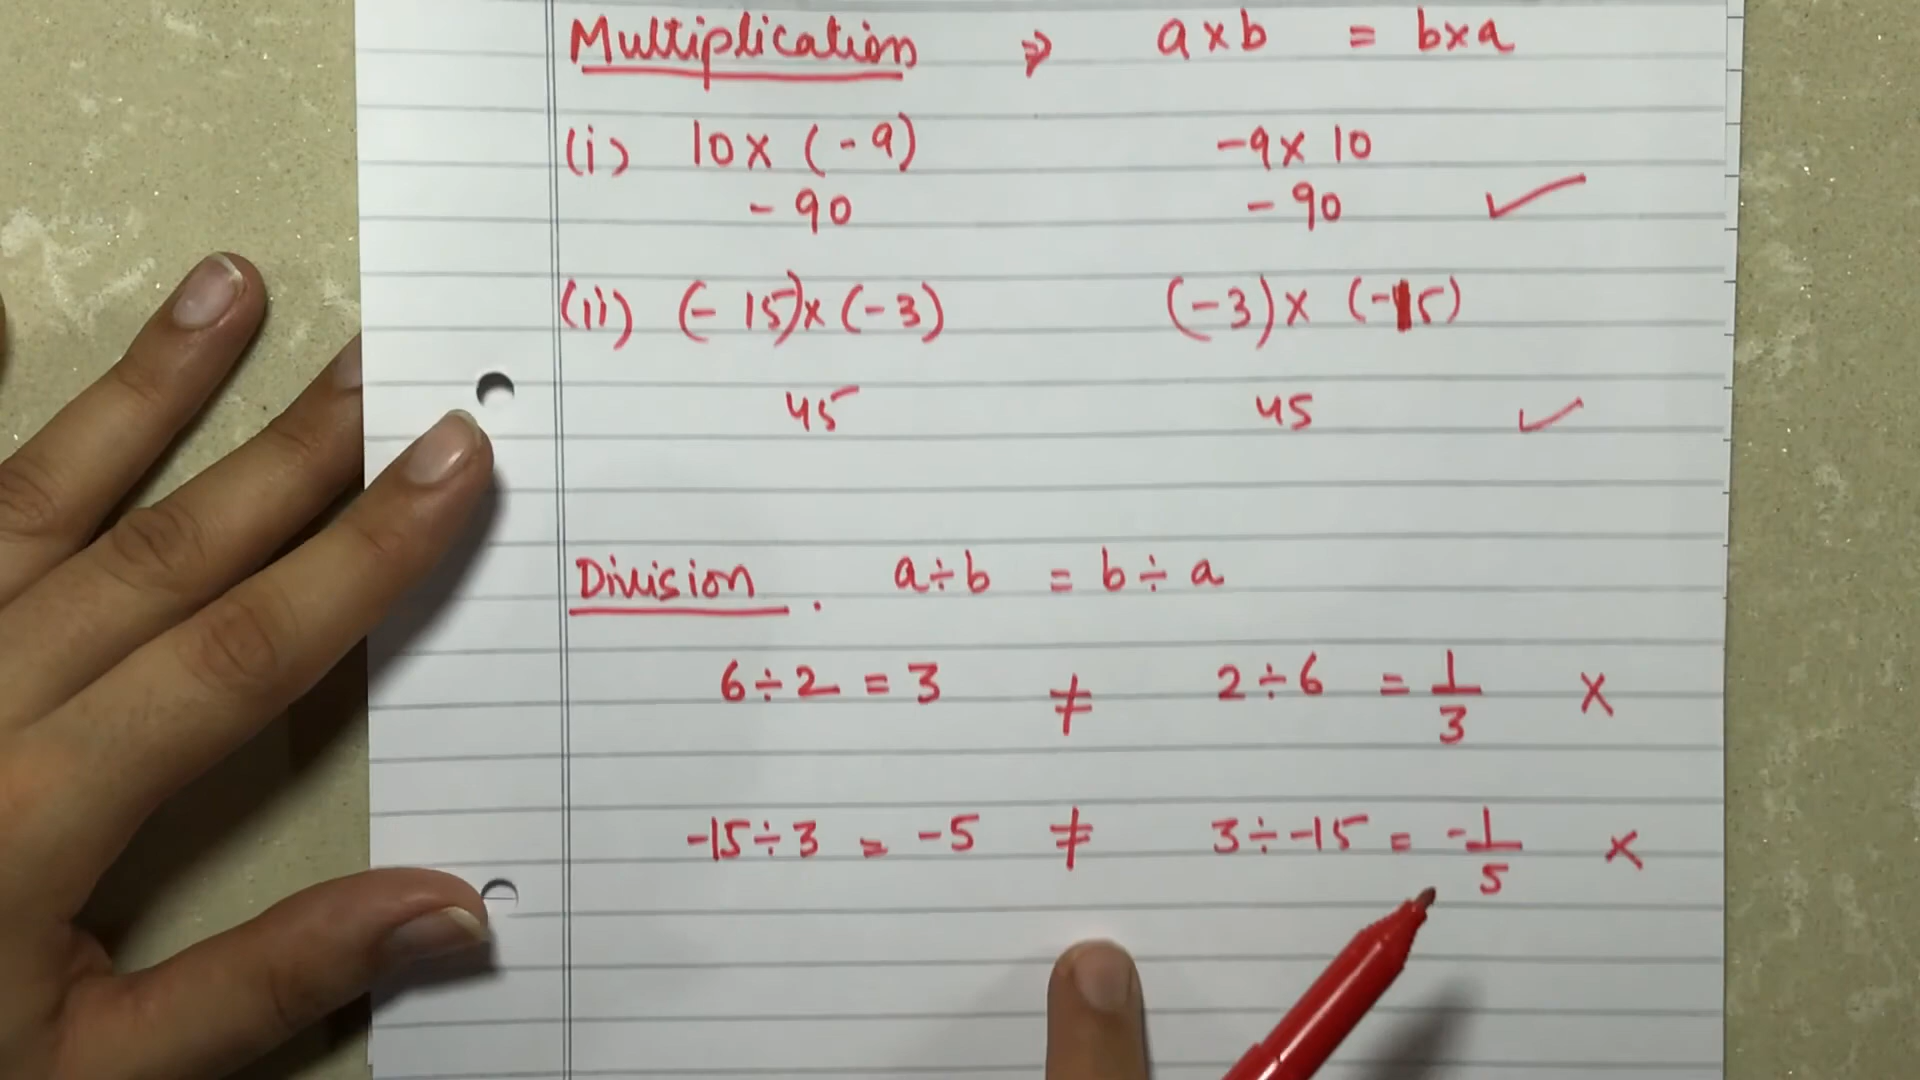 Multiplication ⇒ a×b = b×a
(i) 10× (-9) -9× 10
-90 -90 ✓
(ii) (-15)×(-3) (-3)× (-15)
45 45 ✓
Division. a÷b = b÷a
6÷2 = 3 ≠ 2÷6 = 1/3 ×
-15÷3 = -5 ≠ 3÷-15 = -1/5 ×